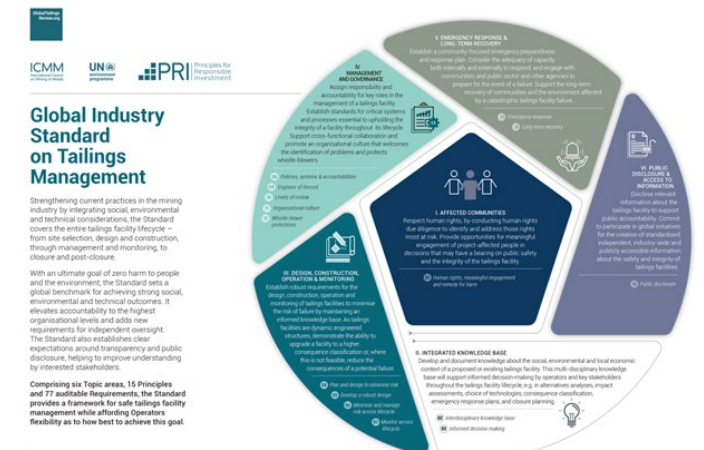 GlobalTailings
Review.org
ICMM
International Council
on Mining & Metals
UN
environment
programme
PRI
Principles for
Responsible
Investment
Global Industry
Standard
on Tailings
Management
Strengthening current practices in the mining
industry by integrating social, environmental
and technical considerations, the Standard
covers the entire tailings facility lifecycle –
from site selection, design and construction,
through management and monitoring, to
closure and post-closure.
With an ultimate goal of zero harm to people
and the environment, the Standard sets a
global benchmark for achieving strong social,
environmental and technical outcomes. It
elevates accountability to the highest
organisational levels and adds new
requirements for independent oversight.
The Standard also establishes clear
expectations around transparency and public
disclosure, helping to improve understanding
by interested stakeholders.
Comprising six Topic areas, 15 Principles
and 77 auditable Requirements, the Standard
provides a framework for safe tailings facility
management while affording Operators
flexibility as to how best to achieve this goal.
I. AFFECTED COMMUNITIES
Respect human rights, by conducting human rights
due diligence to identify and address those rights
most at risk. Provide opportunities for meaningful
engagement of project-affected people in
decisions that may have a bearing on public safety
and the integrity of the tailings facility.
01 Human rights, meaningful engagement
and remedy for harm
II. INTEGRATED KNOWLEDGE BASE
Develop and document knowledge about the social, environmental and local economic
context of a proposed or existing tailings facility. This multi-disciplinary knowledge
base will support informed decision-making by operators and key stakeholders
throughout the tailings facility lifecycle, e.g. in alternatives analyses, impact
assessments, choice of technologies, consequence classification,
emergency response plans, and closure planning.
02 Interdisciplinary knowledge base
03 Informed decision-making
III. DESIGN, CONSTRUCTION,
OPERATION & MONITORING
Establish robust requirements for the
design, construction, operation and
monitoring of tailings facilities to minimise
the risk of failure by maintaining an
informed knowledge base. As tailings
facilities are dynamic engineered
structures, demonstrate the ability to
upgrade a facility to a higher
consequence classification or, where
this is not feasible, reduce the
consequences of a potential failure.
04 Plan and design to minimise risk
05 Develop a robust design
06 Minimise and manage
risk across lifecycle
07 Monitor across
lifecycle
IV.
MANAGEMENT
AND GOVERNANCE
Assign responsibility and
accountability for key roles in the
management of a tailings facility.
Establish standards for critical systems
and processes essential to upholding the
integrity of a facility throughout its lifecycle.
Support cross-functional collaboration and
promote an organisational culture that welcomes
the identification of problems and protects
whistle-blowers.
08 Policies, systems & accountabilities
09 Engineer of Record
10 Levels of review
11 Organisational culture
12 Whistle-blower
protections
V. EMERGENCY RESPONSE &
LONG-TERM RECOVERY
Establish a community-focused emergency preparedness
and response plan. Consider the adequacy of capacity
both internally and externally to respond, and engage with
communities and public sector and other agencies to
prepare for the event of a failure. Support the long-term
recovery of communities and the environment affected
by a catastrophic tailings facility failure.
13 Emergency response
14 Long-term recovery
VI. PUBLIC
DISCLOSURE &
ACCESS TO
INFORMATION
Disclose relevant
information about the
tailings facility to support
public accountability. Commit
to participate in global initiatives
for the creation of standardised,
independent, industry-wide and
publicly accessible information
about the safety and integrity of
tailings facilities.
15 Public disclosure